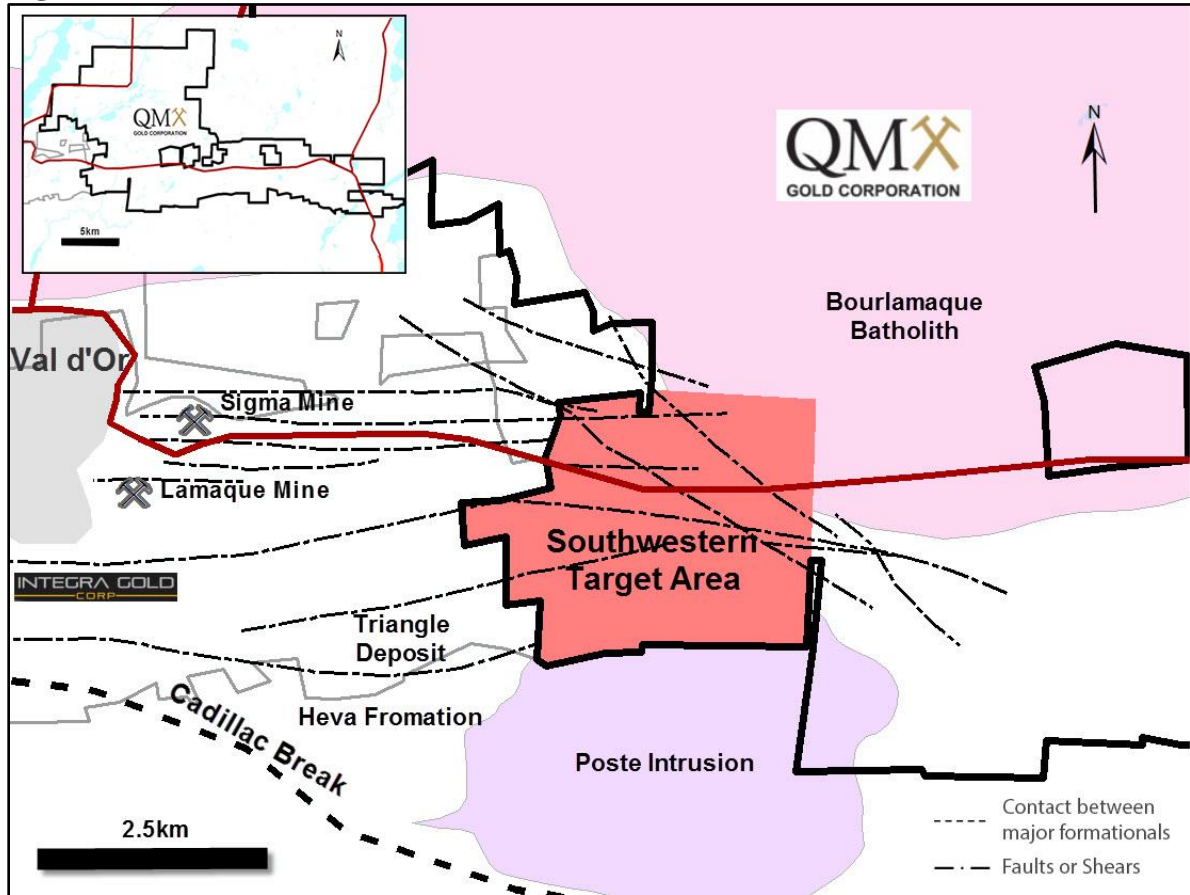 N
QMX
GOLD CORPORATION
5km
QMX
GOLD CORPORATION
N
Bourlamaque
Batholith
Val d'Or
Sigma Mine
Lamaque Mine
Southwestern
Target Area
INTEGRA GOLD
CORP
Triangle
Deposit
Heva Fromation
Cadillac Break
Poste Intrusion
2.5km
Contact between
major formationals
Faults or Shears